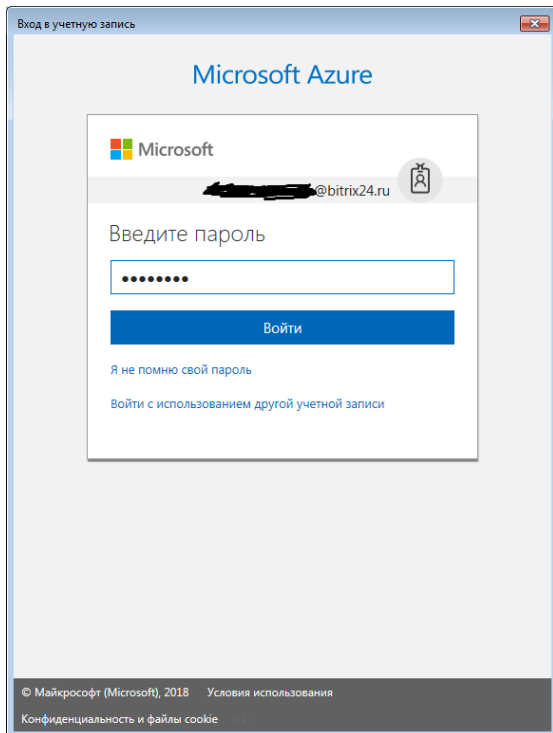 Вход в учетную запись
Microsoft Azure
Microsoft
@bitrix24.ru
Введите пароль
••••••••
Войти
Я не помню свой пароль
Войти с использованием другой учетной записи
© Майкрософт (Microsoft), 2018 Условия использования
Конфиденциальность и файлы cookie ...